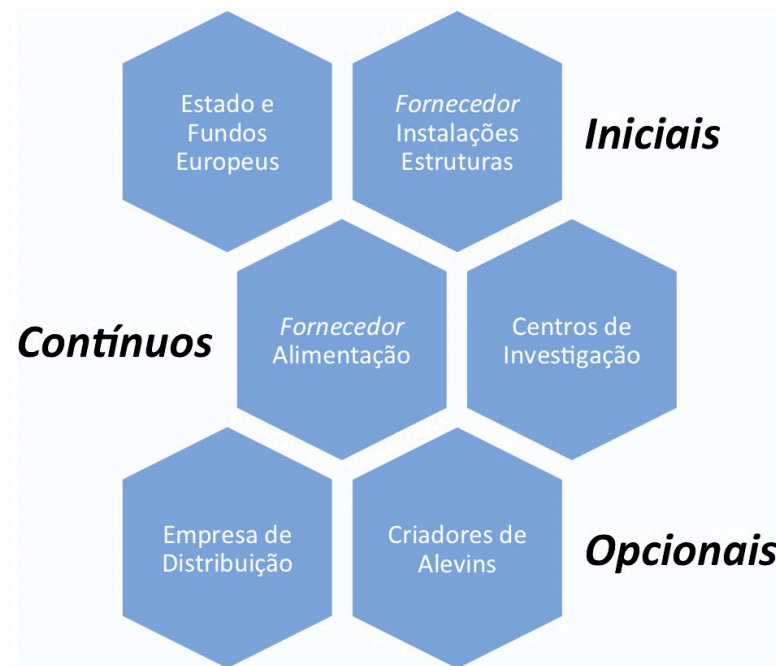 Estado e
Fundos
Europeus
Fornecedor
Instalações
Estruturas
Iniciais
Contínuos
Fornecedor
Alimentação
Centros de
Investigação
Empresa de
Distribuição
Criadores de
Alevins
Opcionais